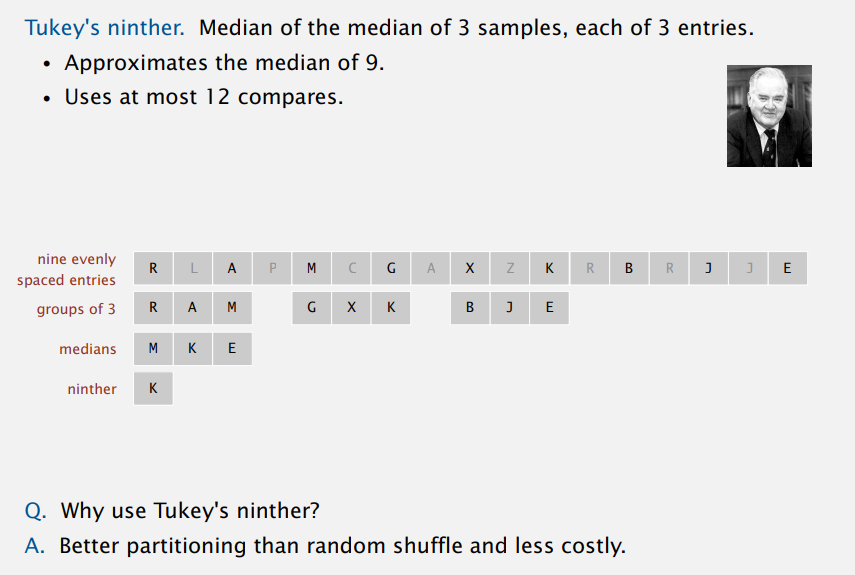 Tukey's ninther. Median of the median of 3 samples, each of 3 entries.
• Approximates the median of 9.
• Uses at most 12 compares.
nine evenly
spaced entries
R L A P M C G A X Z K R B R J J E
groups of 3
R A M G X K B J E
medians
M K E
ninther
K
Q. Why use Tukey's ninther?
A. Better partitioning than random shuffle and less costly.